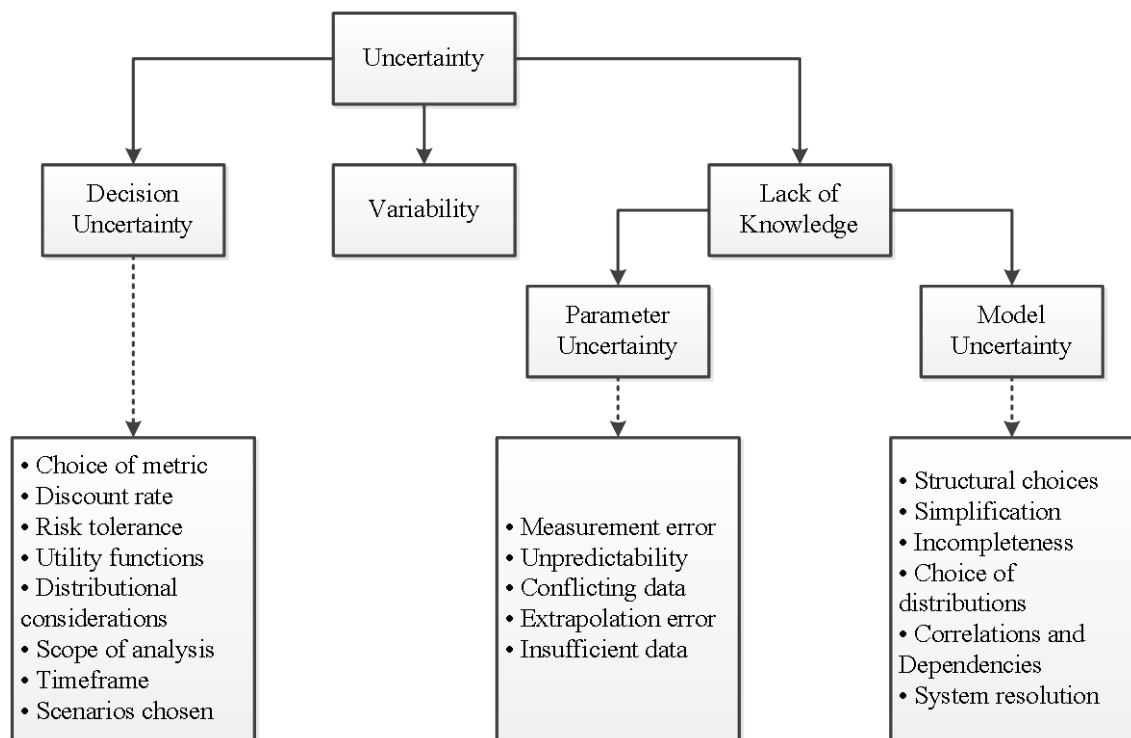 Uncertainty
Decision
Uncertainty
Variability
Lack of
Knowledge
Parameter
Uncertainty
Model
Uncertainty
• Choice of metric
• Discount rate
• Risk tolerance
• Utility functions
• Distributional
considerations
• Scope of analysis
• Timeframe
• Scenarios chosen
• Measurement error
• Unpredictability
• Conflicting data
• Extrapolation error
• Insufficient data
• Structural choices
• Simplification
• Incompleteness
• Choice of
distributions
• Correlations and
Dependencies
• System resolution